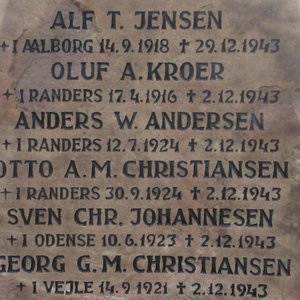 ALF T. JENSEN
+ I AALBORG 14.9.1918 ✝ 29.12.1943
OLUF A. KROER
+ I RANDERS 17.4.1916 ✝ 2.12.1943
ANDERS W. ANDERSEN
+ I RANDERS 12.7.1924 ✝ 2.12.1943
OTTO A.M. CHRISTIANSEN
+ I RANDERS 30.9.1924 ✝ 2.12.1943
SVEN CHR. JOHANNESEN
+ I ODENSE 10.6.1923 ✝ 2.12.1943
GEORG G.M. CHRISTIANSEN
+ I VEJLE 14.9.1921 ✝ 2.12.1943